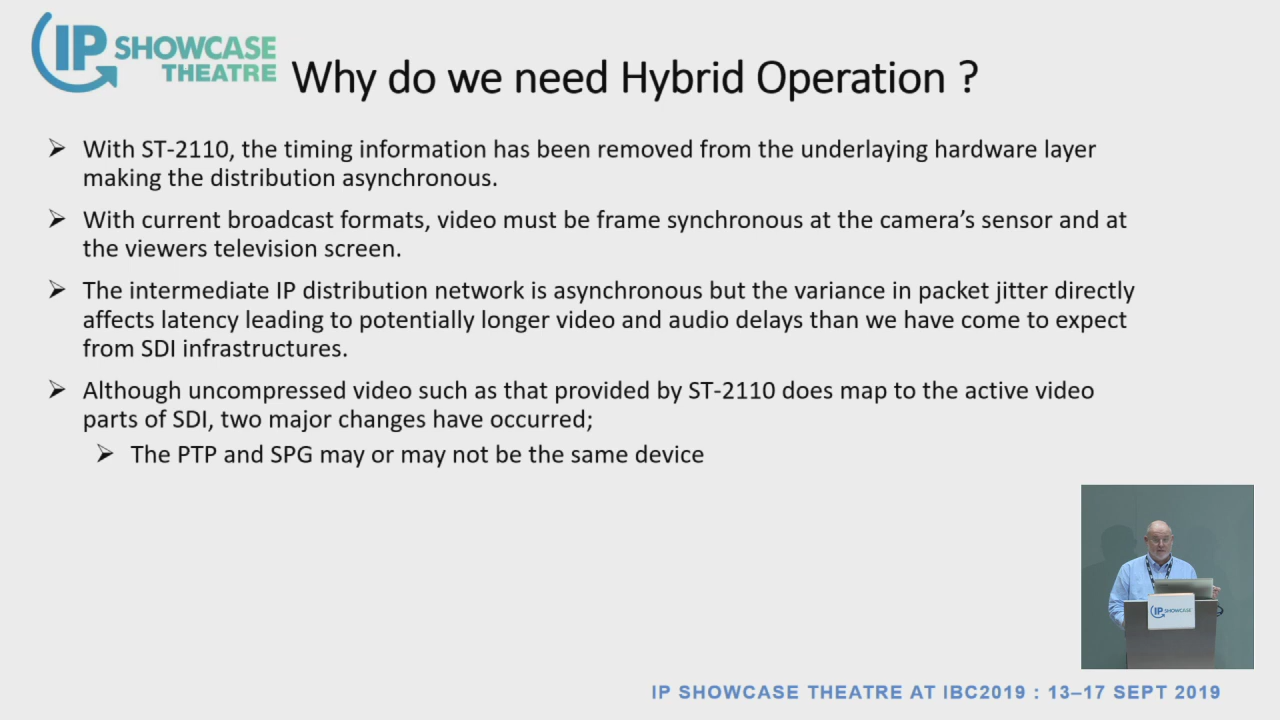 IP SHOWCASE
THEATRE
Why do we need Hybrid Operation ?
With ST-2110, the timing information has been removed from the underlaying hardware layer
making the distribution asynchronous.
With current broadcast formats, video must be frame synchronous at the camera’s sensor and at
the viewers television screen.
The intermediate IP distribution network is asynchronous but the variance in packet jitter directly
affects latency leading to potentially longer video and audio delays than we have come to expect
from SDI infrastructures.
Although uncompressed video such as that provided by ST-2110 does map to the active video
parts of SDI, two major changes have occurred;
The PTP and SPG may or may not be the same device
IP SHOWCASE
IP SHOWCASE THEATRE AT IBC2019 : 13–17 SEPT 2019